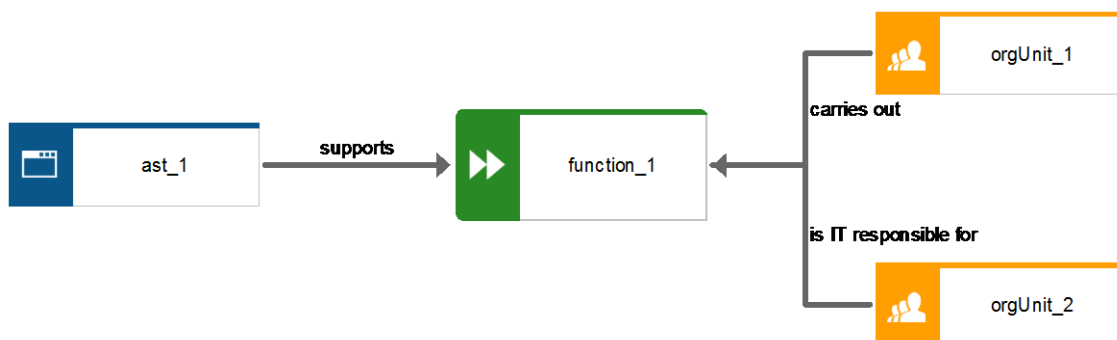 orgUnit_1
carries out
supports
ast_1
function_1
is IT responsible for
orgUnit_2